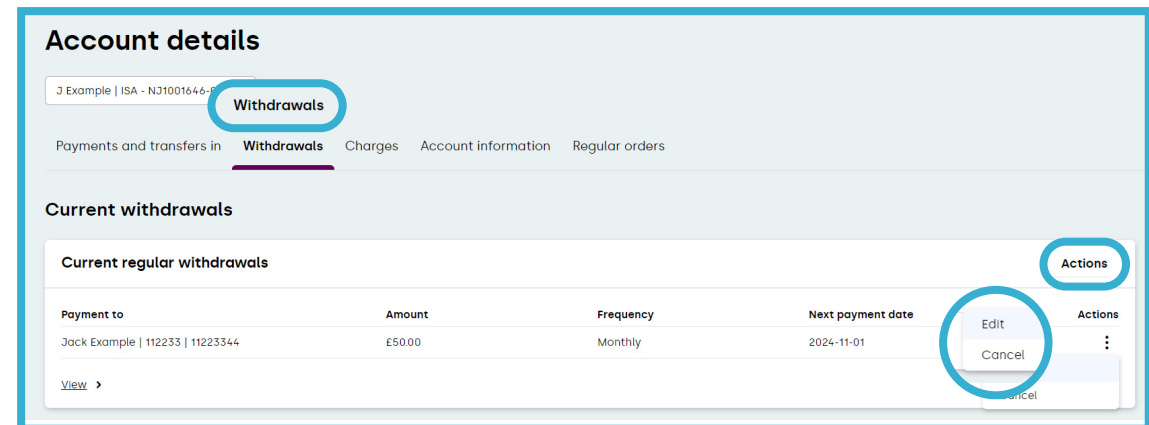 Account details
J Example | ISA - NJ1001646-
Withdrawals
Payments and transfers in Withdrawals Charges Account information Regular orders
Current withdrawals
Current regular withdrawals Actions
Payment to Amount Frequency Next payment date Actions
Edit
Jack Example | 112233 | 11223344 £50.00 Monthly 2024-11-01
Cancel
View
Cancel